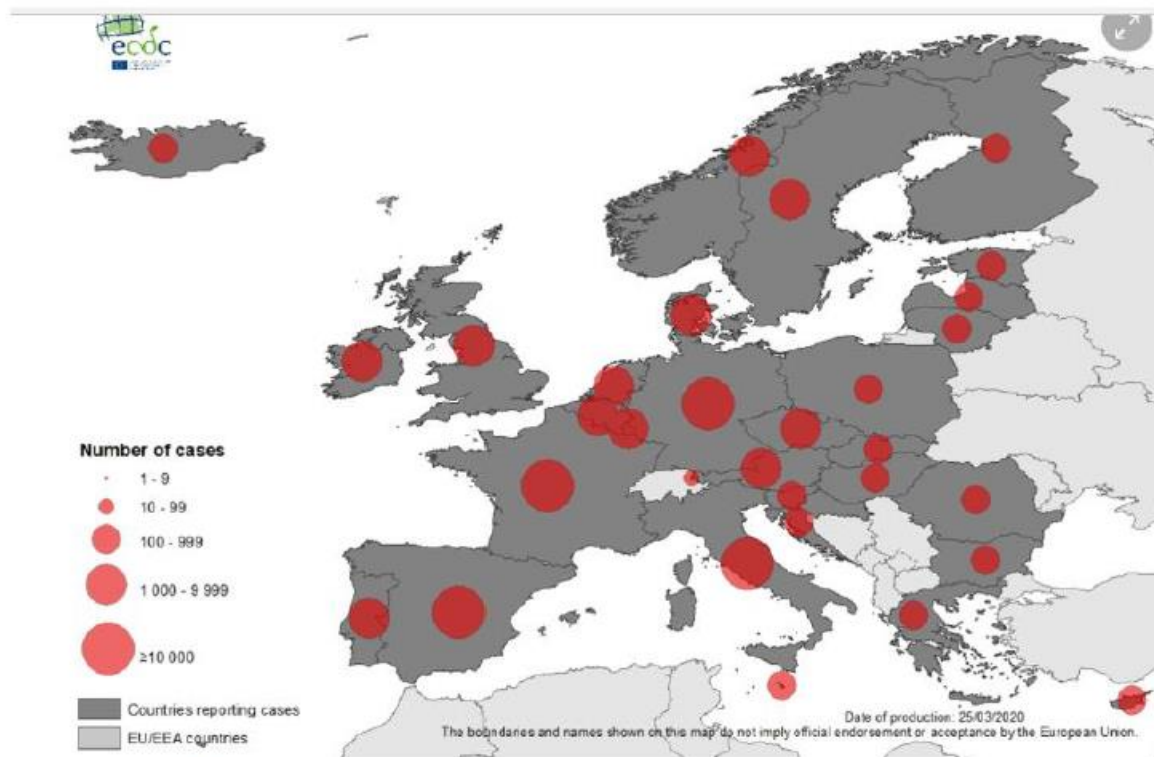 ecdc
Number of cases
1 - 9
10 - 99
100 - 999
1 000 - 9 999
≥10 000
Countries reporting cases
EU/EEA countries
Date of production: 25/03/2020
The boundaries and names shown on this map do not imply official endorsement or acceptance by the European Union.